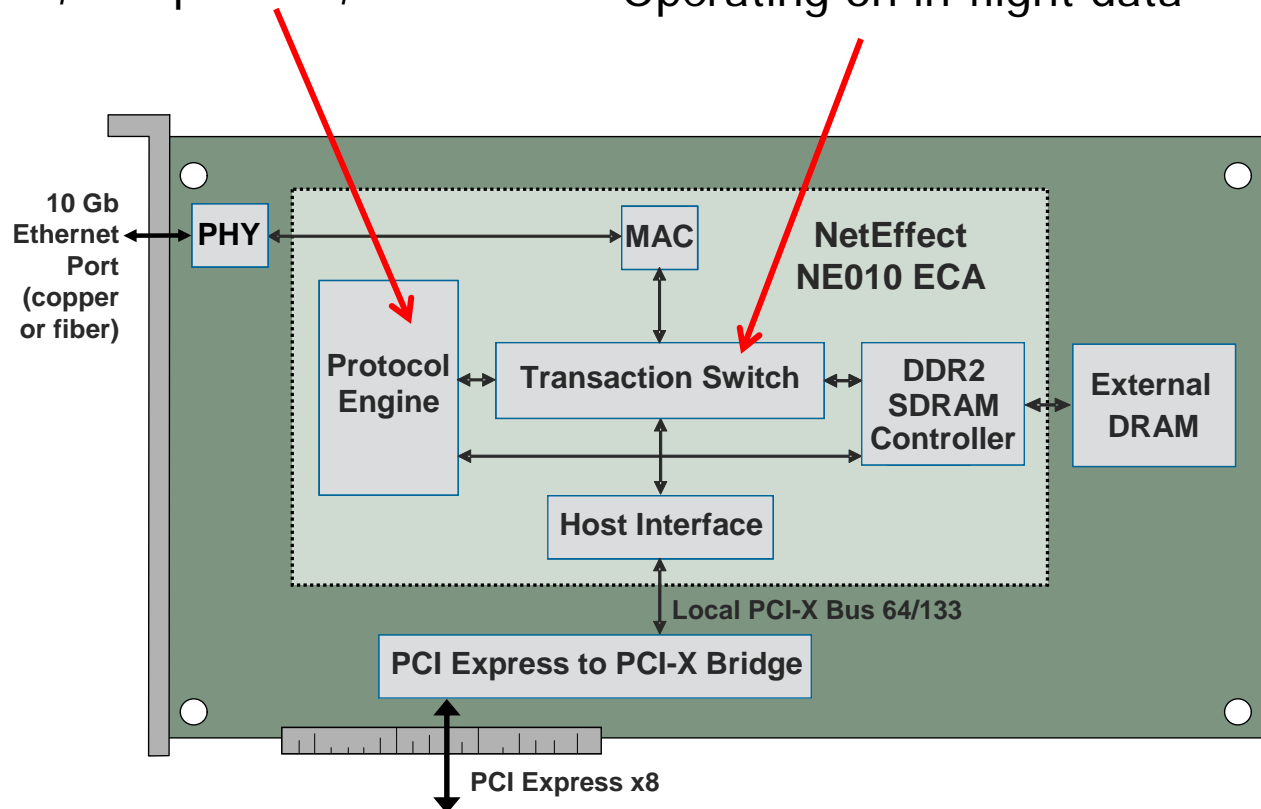 Operating on in-flight data
10 Gb
Ethernet
Port
(copper
or fiber)
PHY
MAC
NetEffect
NE010 ECA
Protocol
Engine
Transaction Switch
DDR2
SDRAM
Controller
External
DRAM
Host Interface
Local PCI-X Bus 64/133
PCI Express to PCI-X Bridge
PCI Express x8